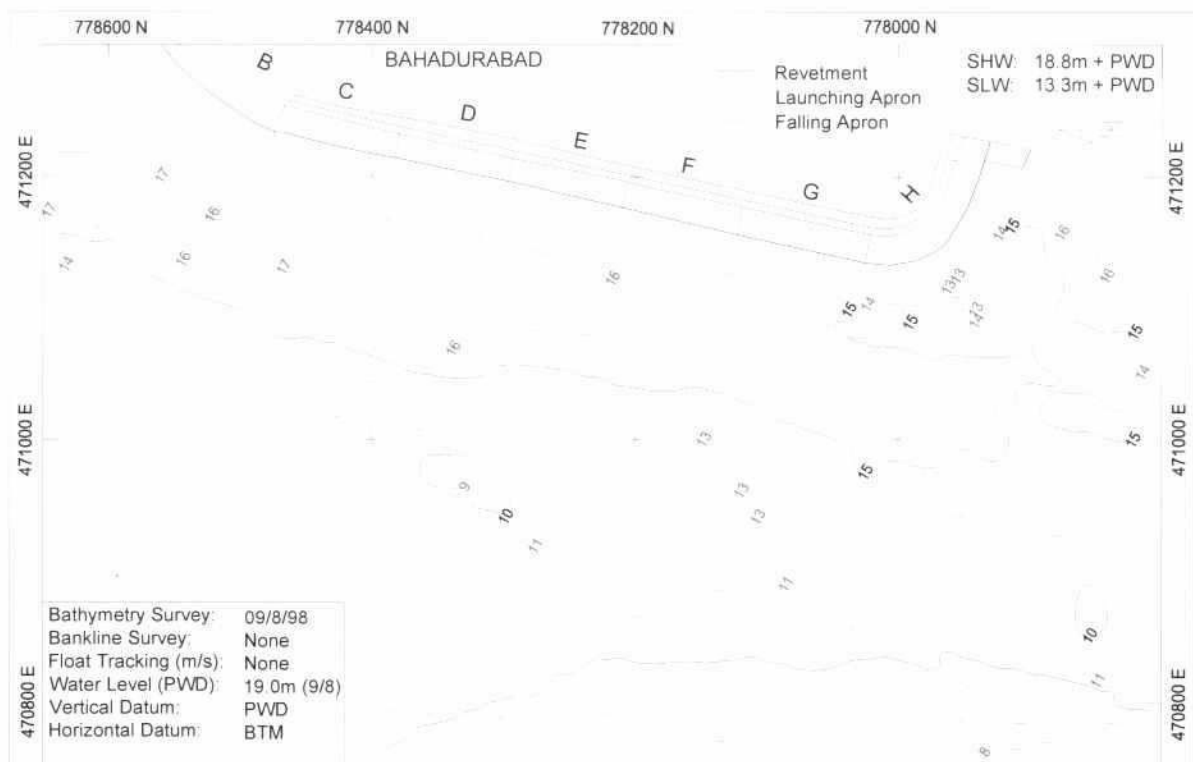 778600 N 778400 N 778200 N 778000 N
BAHADURABAD
SHW: 18.8m + PWD
SLW: 13.3m + PWD
Revetment
Launching Apron
Falling Apron
B
C
D
E
F
G
H
471200 E
471200 E
17
17
16
16
14
17
16
16
14
15
16
16
13
13
13
14
15
14
15
15
14
15
471000 E
471000 E
13
15
9
13
10
13
11
11
10
11
8
470800 E
470800 E
Bathymetry Survey: 09/8/98
Bankline Survey: None
Float Tracking (m/s): None
Water Level (PWD): 19.0m (9/8)
Vertical Datum: PWD
Horizontal Datum: BTM